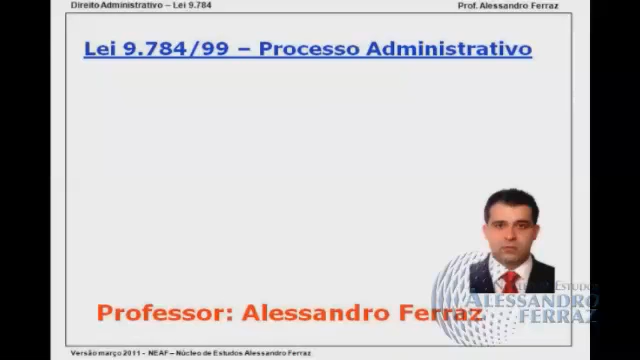 Direito Administrativo – Lei 9.784
Prof. Alessandro Ferraz
Lei 9.784/99 – Processo Administrativo
Professor: Alessandro Ferraz
ALESSANDRO
FERRAZ
Versão março 2011 - NEAF – Núcleo de Estudos Alessandro Ferraz